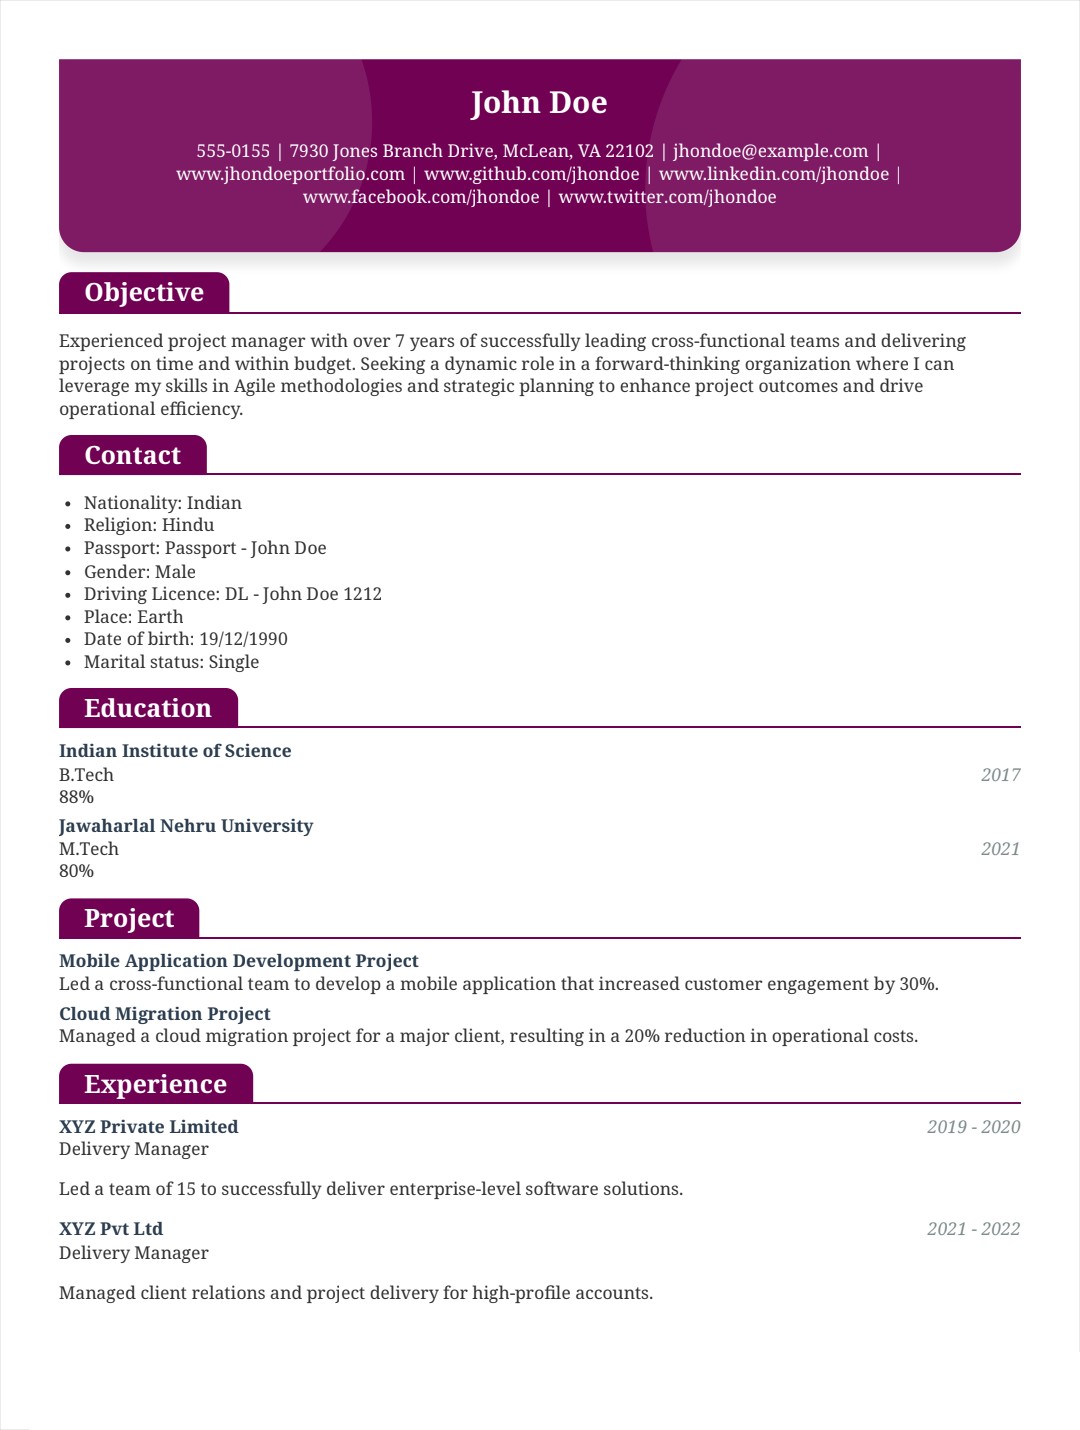 John Doe
555-0155 | 7930 Jones Branch Drive, McLean, VA 22102 | jhondoe@example.com |
www.jhondoeportfolio.com | www.github.com/jhondoe | www.linkedin.com/jhondoe |
www.facebook.com/jhondoe | www.twitter.com/jhondoe
Objective
Experienced project manager with over 7 years of successfully leading cross-functional teams and delivering
projects on time and within budget. Seeking a dynamic role in a forward-thinking organization where I can
leverage my skills in Agile methodologies and strategic planning to enhance project outcomes and drive
operational efficiency.
Contact
• Nationality: Indian
• Religion: Hindu
• Passport: Passport - John Doe
• Gender: Male
• Driving Licence: DL - John Doe 1212
• Place: Earth
• Date of birth: 19/12/1990
• Marital status: Single
Education
Indian Institute of Science
B.Tech 2017
88%
Jawaharlal Nehru University
M.Tech 2021
80%
Project
Mobile Application Development Project
Led a cross-functional team to develop a mobile application that increased customer engagement by 30%.
Cloud Migration Project
Managed a cloud migration project for a major client, resulting in a 20% reduction in operational costs.
Experience
XYZ Private Limited 2019 - 2020
Delivery Manager
Led a team of 15 to successfully deliver enterprise-level software solutions.
XYZ Pvt Ltd 2021 - 2022
Delivery Manager
Managed client relations and project delivery for high-profile accounts.